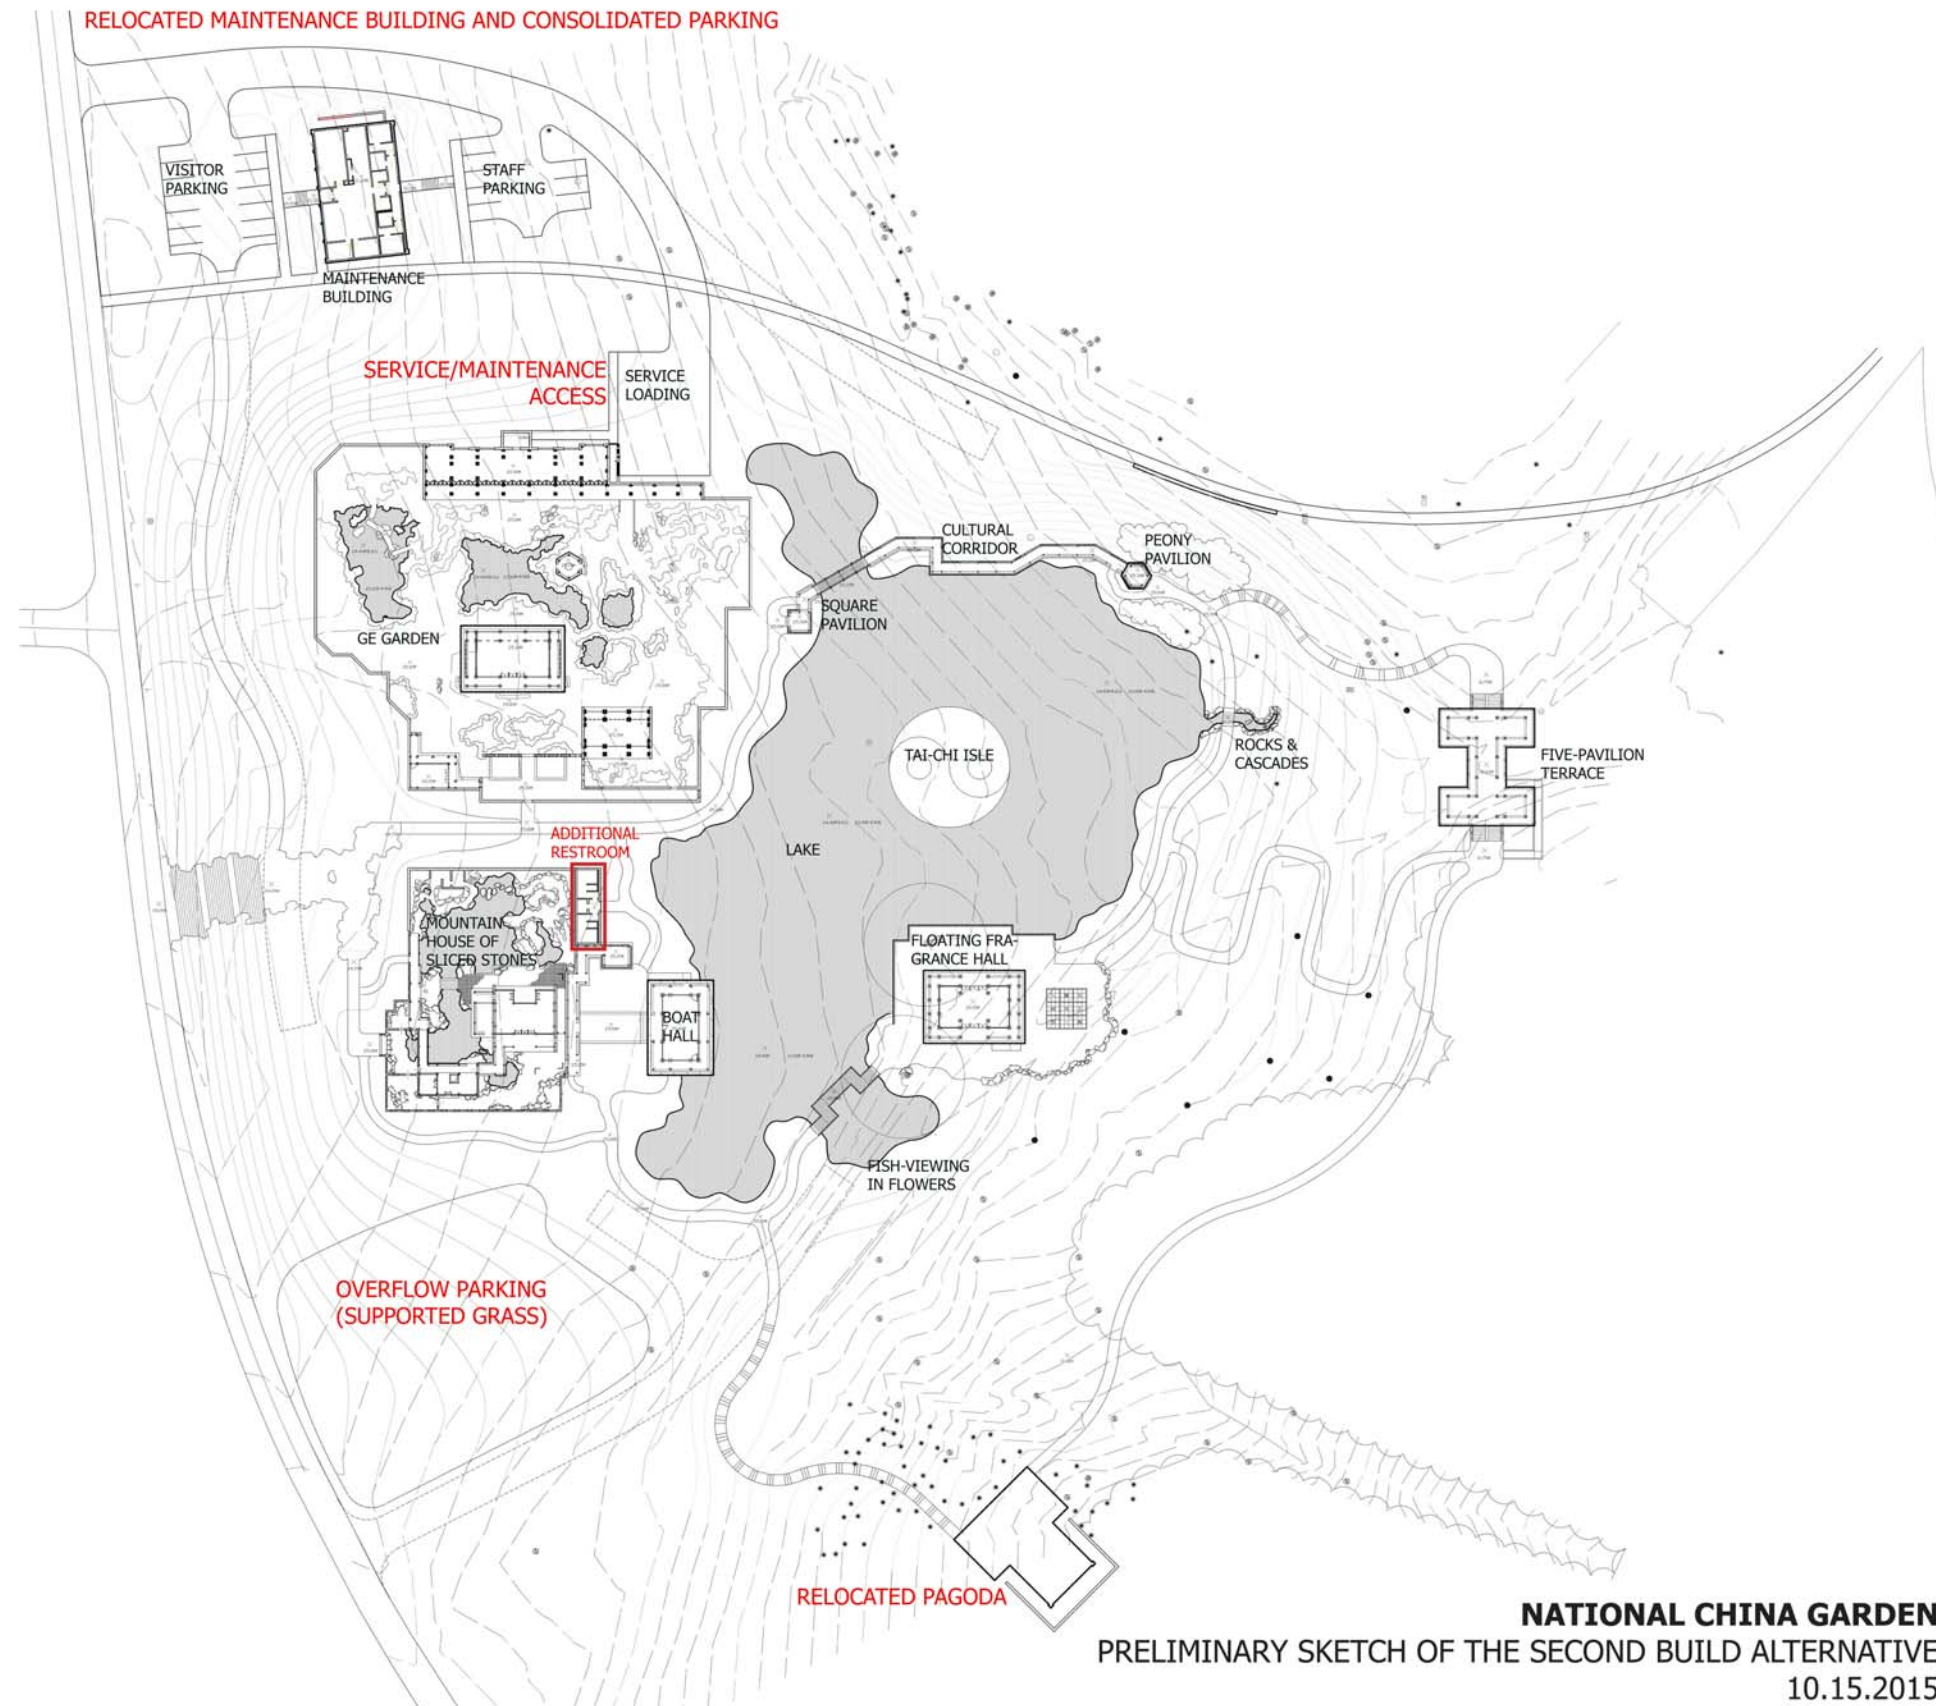 RELOCATED MAINTENANCE BUILDING AND CONSOLIDATED PARKING
VISITOR
PARKING
STAFF
PARKING
MAINTENANCE
BUILDING
SERVICE/MAINTENANCE
ACCESS
SERVICE
LOADING
CULTURAL
CORRIDOR
PEONY
PAVILION
SQUARE
PAVILION
GE GARDEN
TAI-CHI ISLE
ROCKS &
CASCADES
FIVE-PAVILION
TERRACE
ADDITIONAL
RESTROOM
LAKE
MOUNTAIN
HOUSE OF
SLICED STONES
FLOATING FRA-
GRANCE HALL
BOAT
HALL
FISH-VIEWING
IN FLOWERS
OVERFLOW PARKING
(SUPPORTED GRASS)
RELOCATED PAGODA
NATIONAL CHINA GARDEN
PRELIMINARY SKETCH OF THE SECOND BUILD ALTERNATIVE
10.15.2015